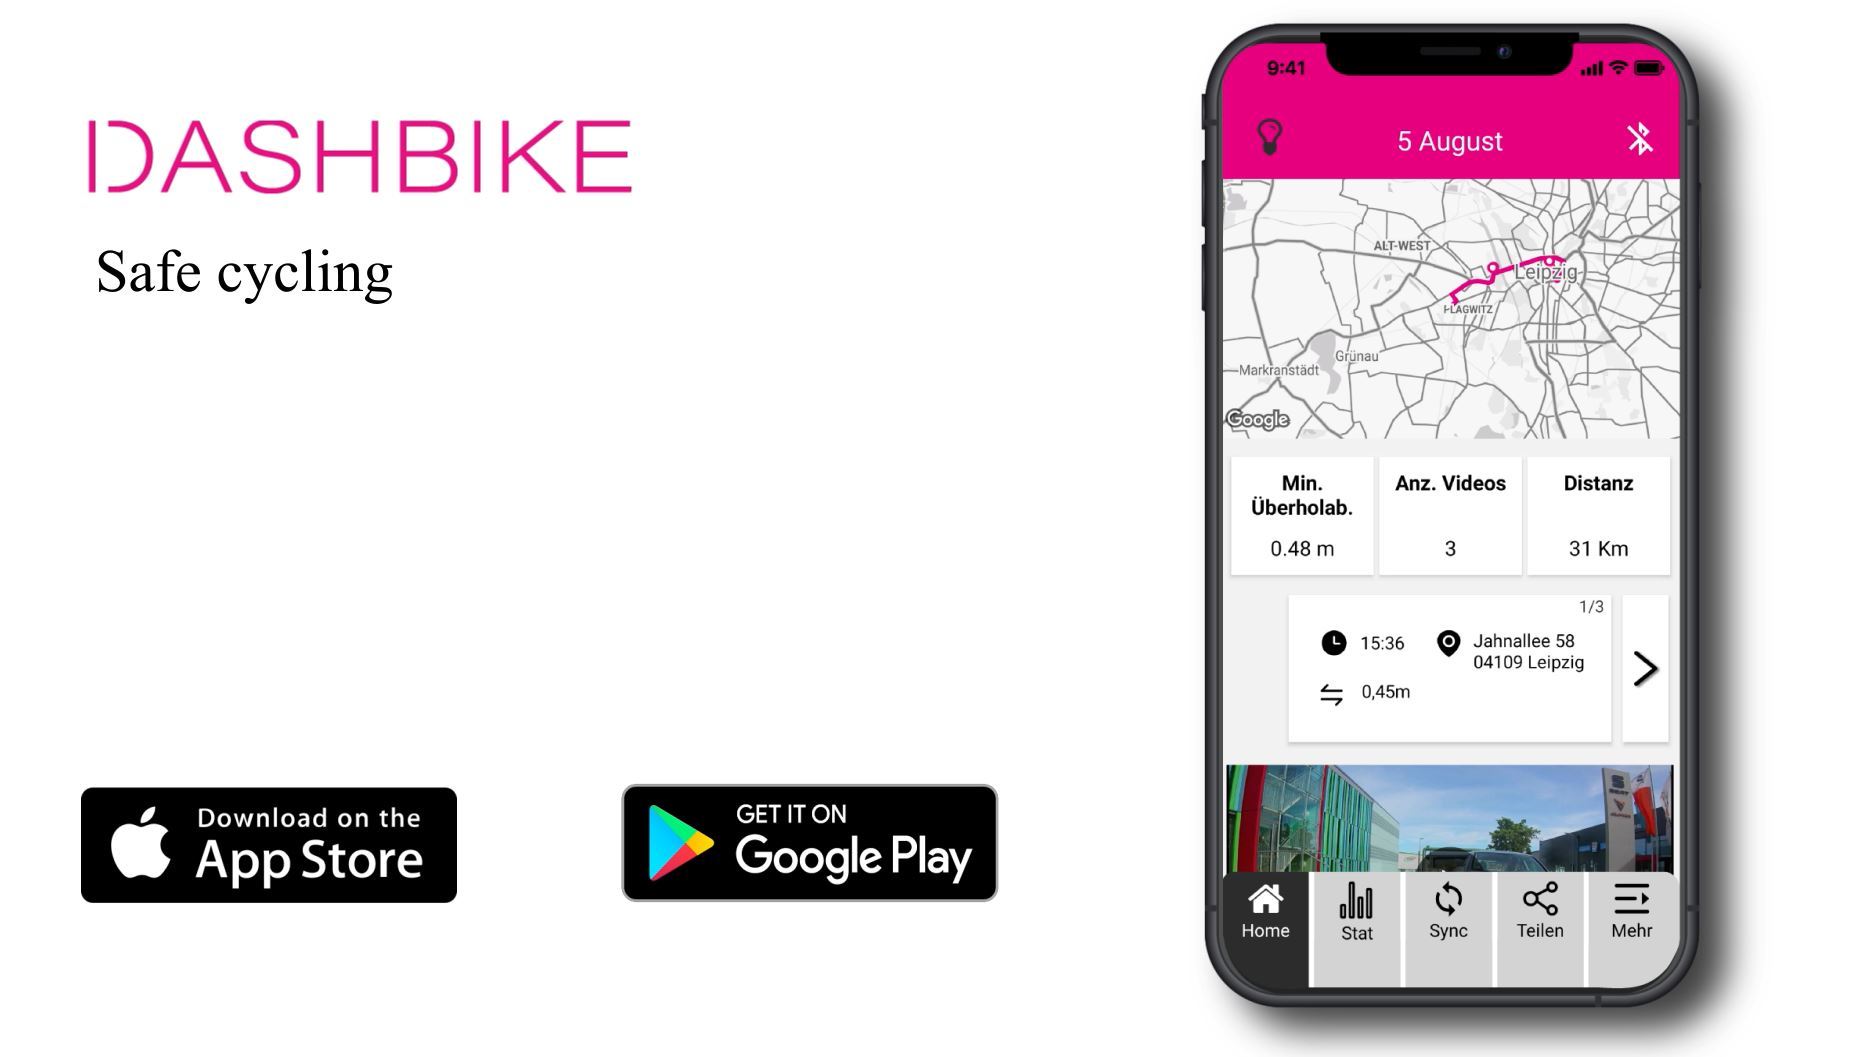 DASHBIKE
Safe cycling
Download on the
App Store
GET IT ON
Google Play
9:41
5 August
ALT-WEST
Leipzig
PLAGWITZ
Grünau
Markranstädt
Google
Min.
Überholab.
0.48 m
Anz. Videos
3
Distanz
31 Km
1/3
15:36
Jahnallee 58
04109 Leipzig
0,45m
SEAT
Home
Stat
Sync
Teilen
Mehr